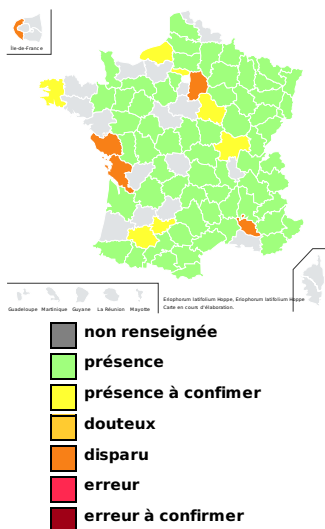 Île-de-France
Eriophorum latifolium Hoppe, Eriophorum latifolium Hoppe
Carte en cours d'élaboration.
Guadeloupe Martinique Guyane La Réunion Mayotte
non renseignée
présence
présence à confimer
douteux
disparu
erreur
erreur à confirmer